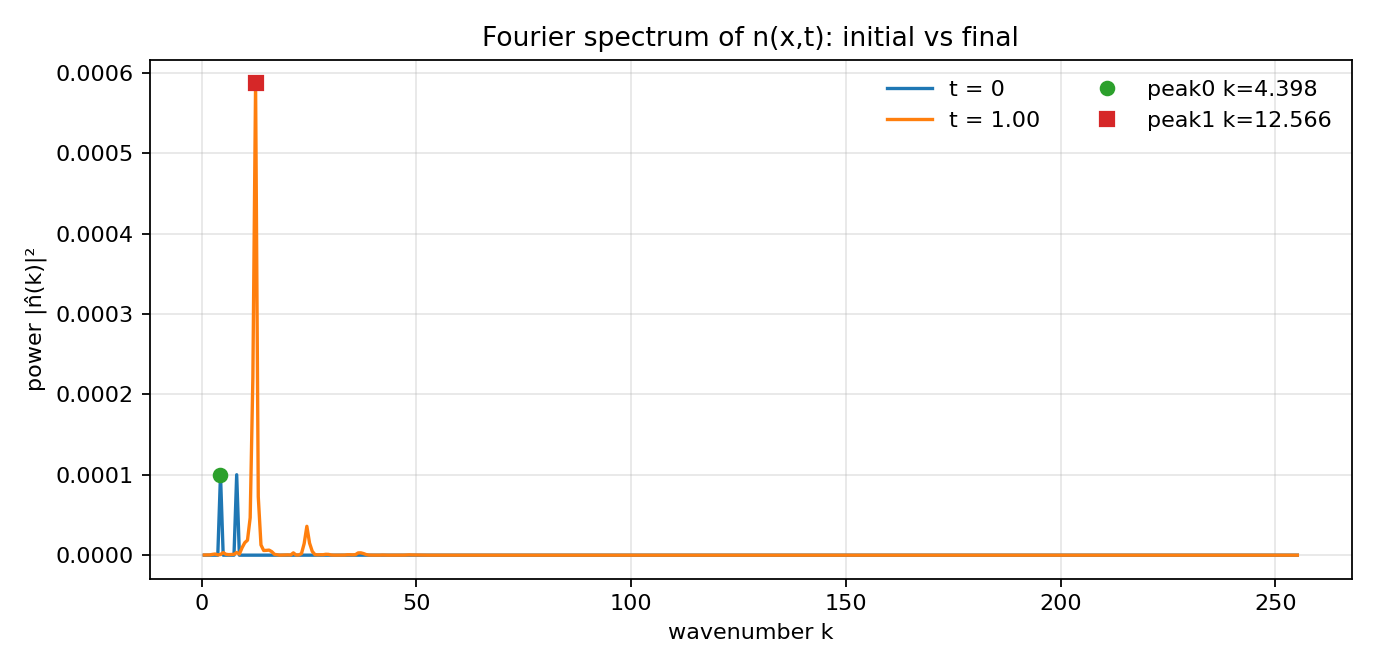 Fourier spectrum of n(x,t): initial vs final
power |n̂(k)|²
0.0006
0.0005
0.0004
0.0003
0.0002
0.0001
0.0000
t = 0
t = 1.00
peak0 k=4.398
peak1 k=12.566
0 50 100 150 200 250
wavenumber k